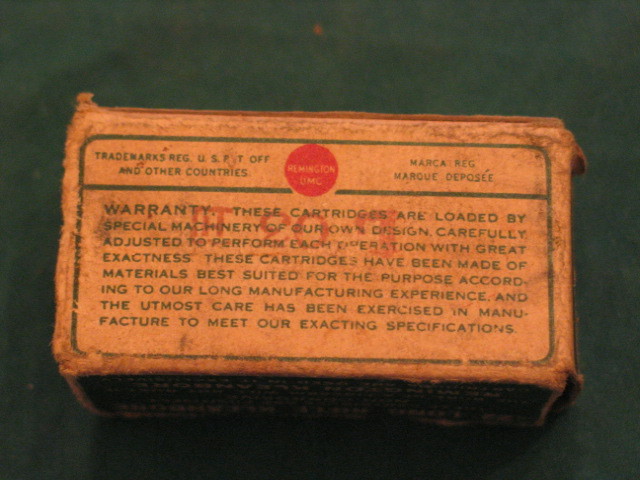 TRADEMARKS REG. U.S. PAT. OFF
AND OTHER COUNTRIES.
REMINGTON
UMC
MARCA REG.
MARQUE DEPOSÉE
WARRANTY. THESE CARTRIDGES ARE LOADED BY
SPECIAL MACHINERY OF OUR OWN DESIGN, CAREFULLY
ADJUSTED TO PERFORM EACH OPERATION WITH GREAT
EXACTNESS THESE CARTRIDGES HAVE BEEN MADE OF
MATERIALS BEST SUITED FOR THE PURPOSE ACCORD-
ING TO OUR LONG MANUFACTURING EXPERIENCE, AND
THE UTMOST CARE HAS BEEN EXERCISED IN MANU-
FACTURE TO MEET OUR EXACTING SPECIFICATIONS.